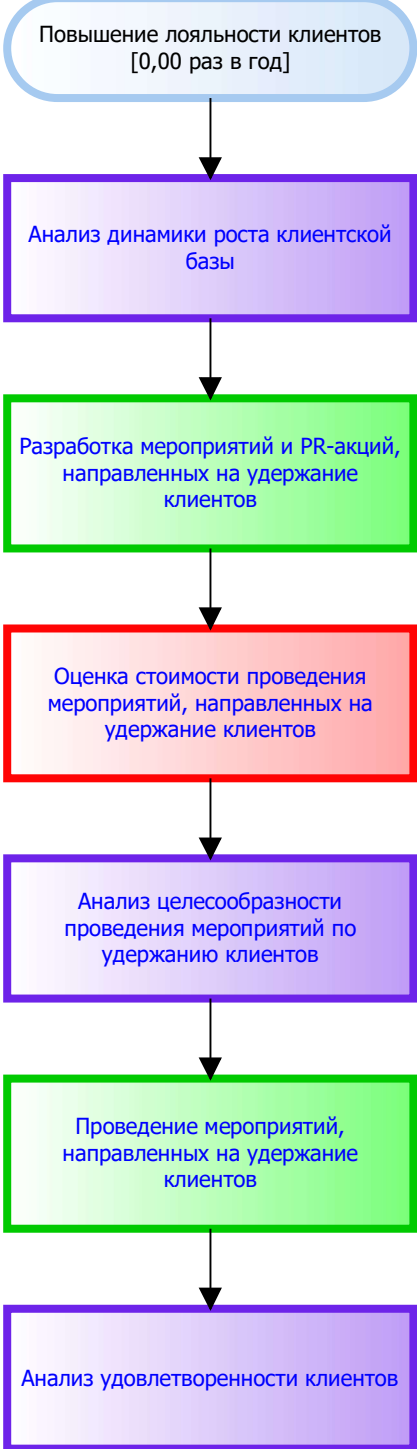 Повышение лояльности клиентов
[0,00 раз в год]
Анализ динамики роста клиентской
базы
Разработка мероприятий и PR-акций,
направленных на удержание
клиентов
Оценка стоимости проведения
мероприятий, направленных на
удержание клиентов
Анализ целесообразности
проведения мероприятий по
удержанию клиентов
Проведение мероприятий,
направленных на удержание
клиентов
Анализ удовлетворенности клиентов